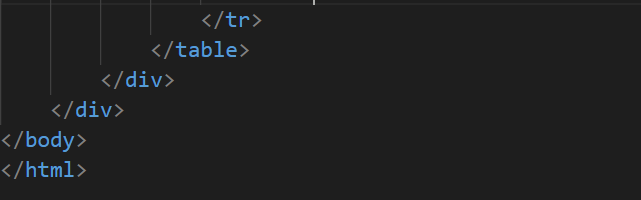 </tr>
</table>
</div>
</div>
</body>
</html>